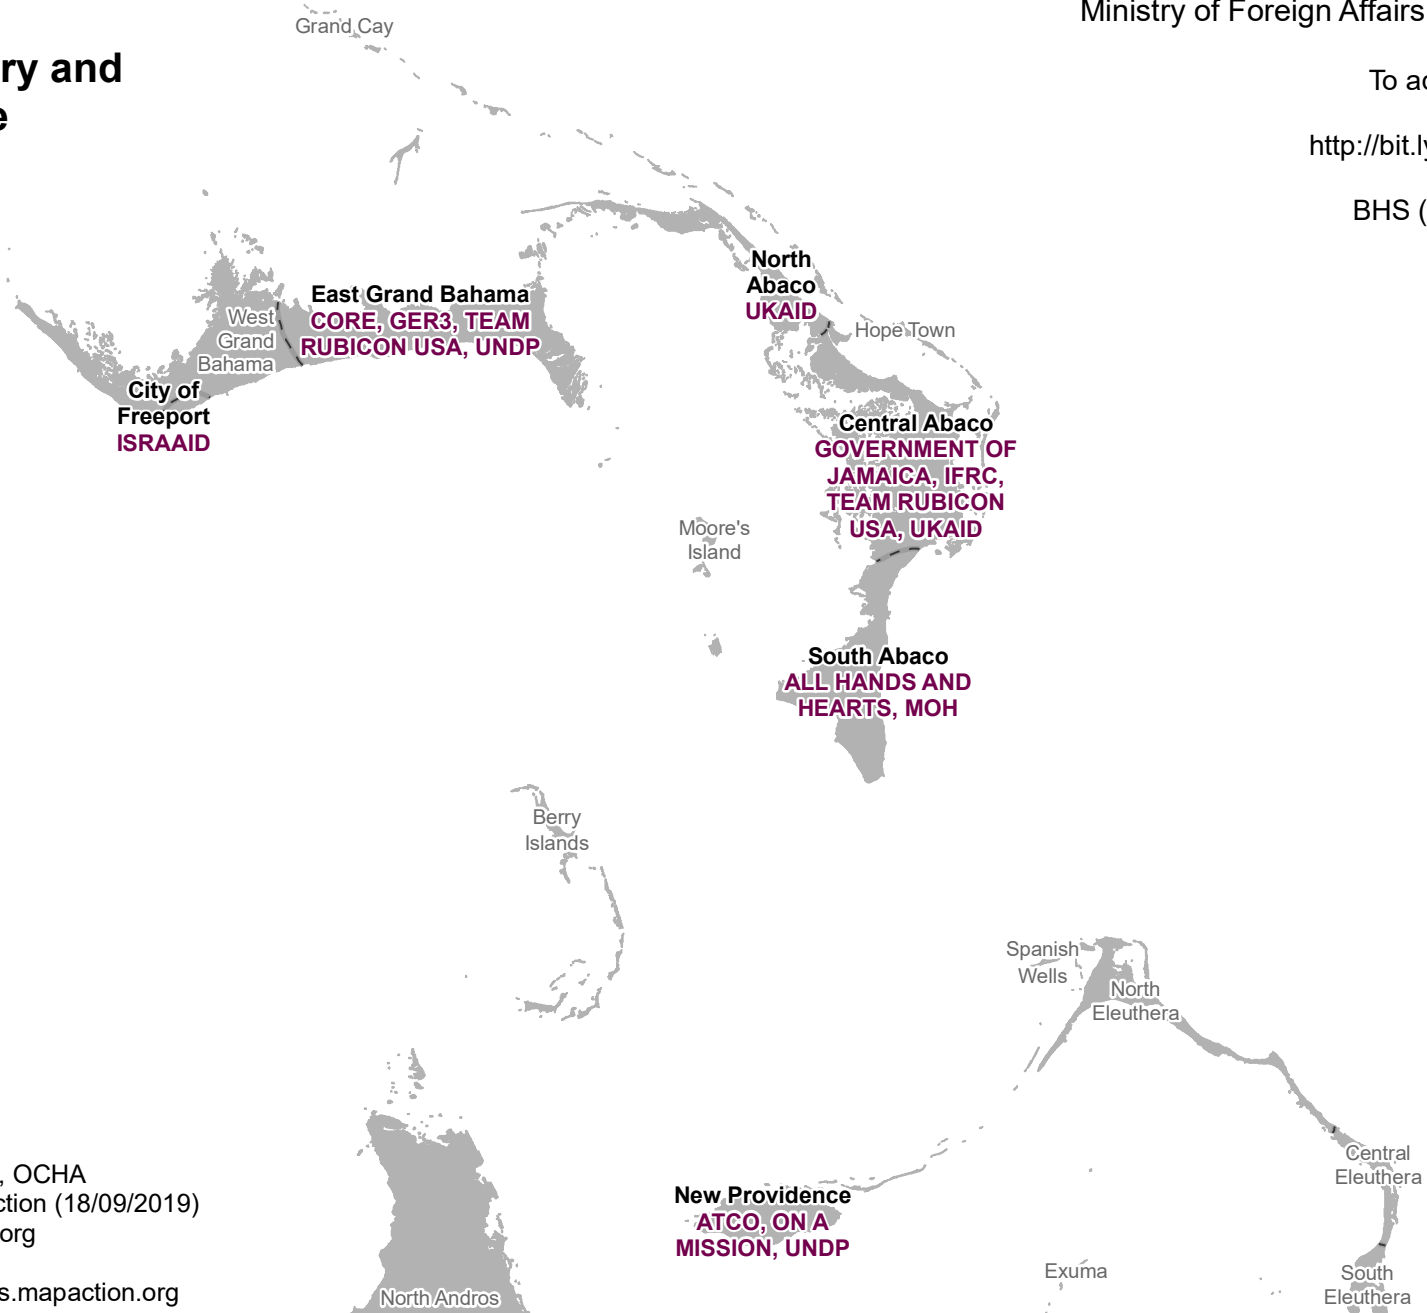 Grand Cay
Ministry of Foreign Affairs
ry and
e
To ad
http://bit.ly
BHS (
North
Abaco
UKAID
East Grand Bahama
CORE, GER3, TEAM
RUBICON USA, UNDP
West
Grand
Bahama
Hope Town
City of
Freeport
ISRAAID
Central Abaco
GOVERNMENT OF
JAMAICA, IFRC,
TEAM RUBICON
USA, UKAID
Moore's
Island
South Abaco
ALL HANDS AND
HEARTS, MOH
Berry
Islands
Spanish
Wells
North
Eleuthera
Central
Eleuthera
, OCHA
ction (18/09/2019)
org
s.mapaction.org
New Providence
ATCO, ON A
MISSION, UNDP
Exuma
South
Eleuthera
North Andros